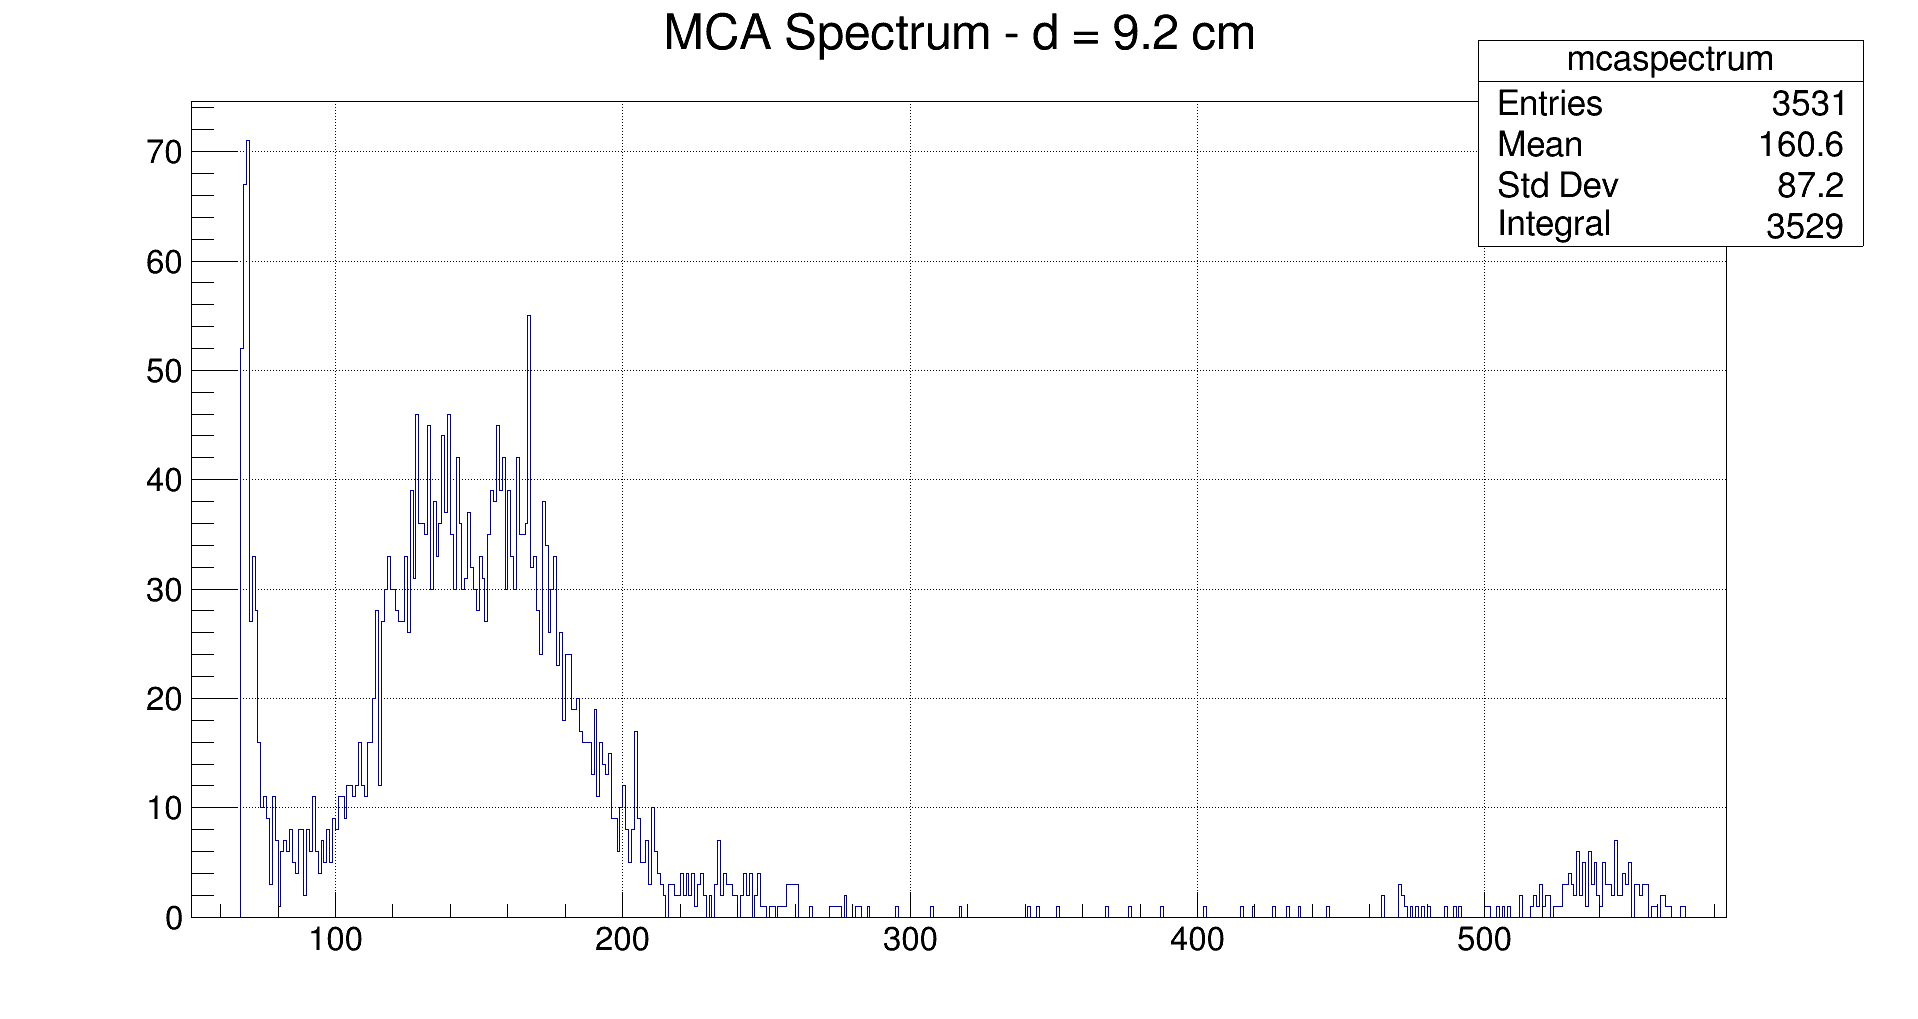 MCA Spectrum - d = 9.2 cm
mcaspectrum
Entries 3531
Mean 160.6
Std Dev 87.2
Integral 3529
70
60
50
40
30
20
10
0
100 200 300 400 500